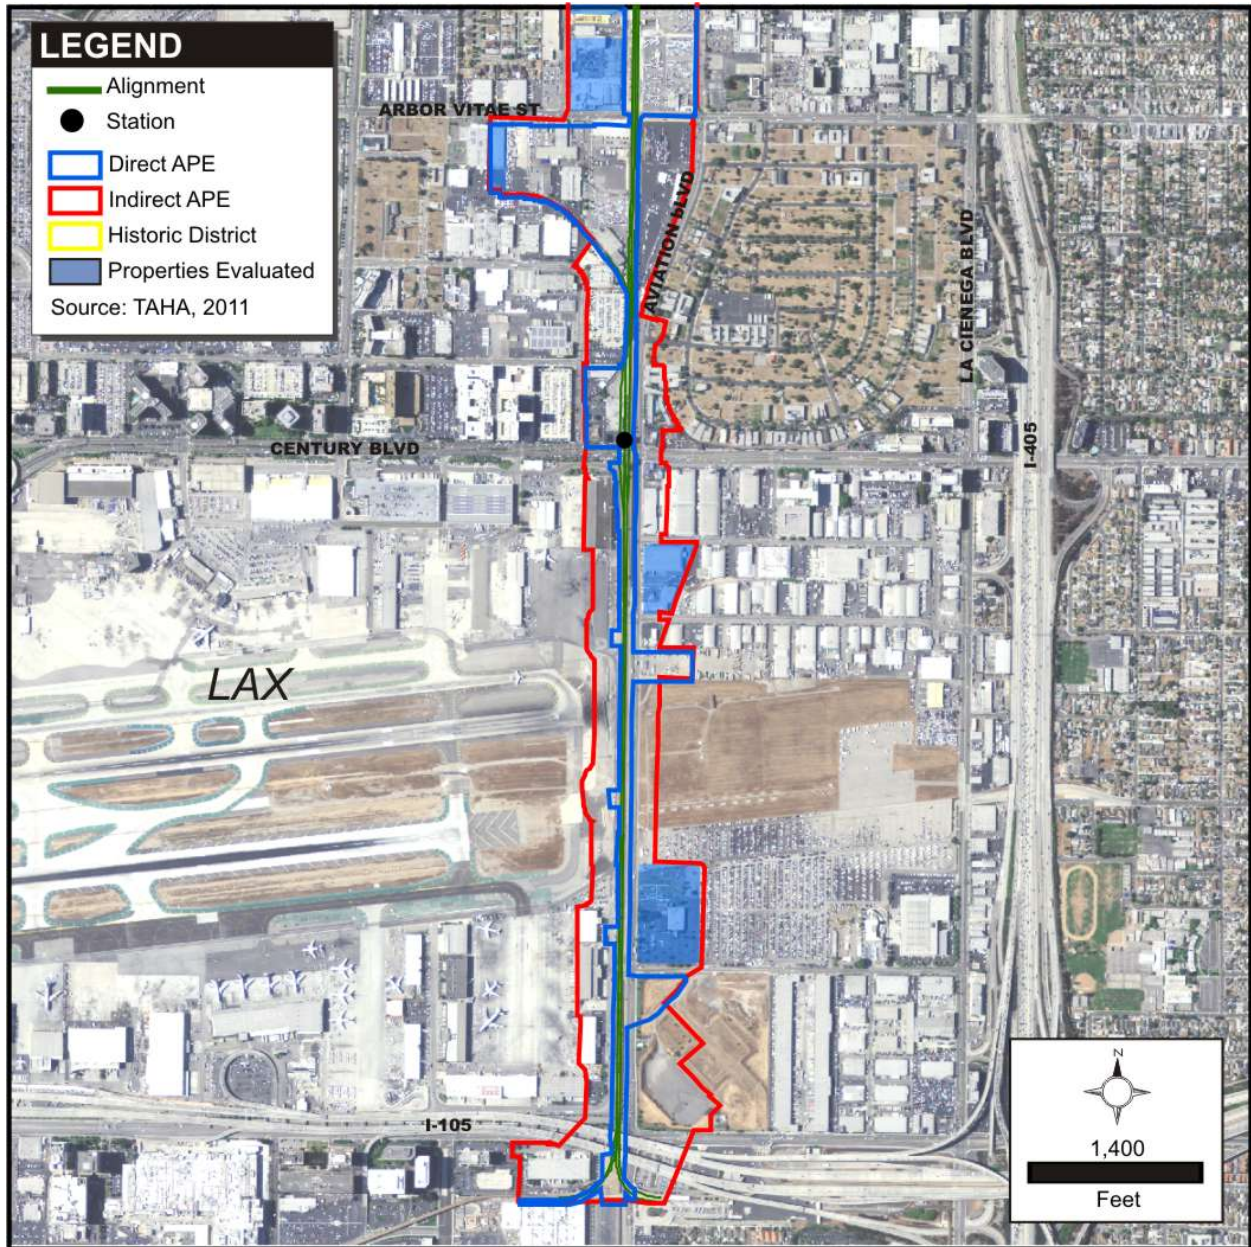 LEGEND
Alignment
Station
Direct APE
Indirect APE
Historic District
Properties Evaluated
Source: TAHA, 2011
ARBOR VITAE ST
AVIATION bLVD
LA CIENEGA BLVD
CENTURY BLVD
I-405
LAX
I-105
N
1,400
Feet